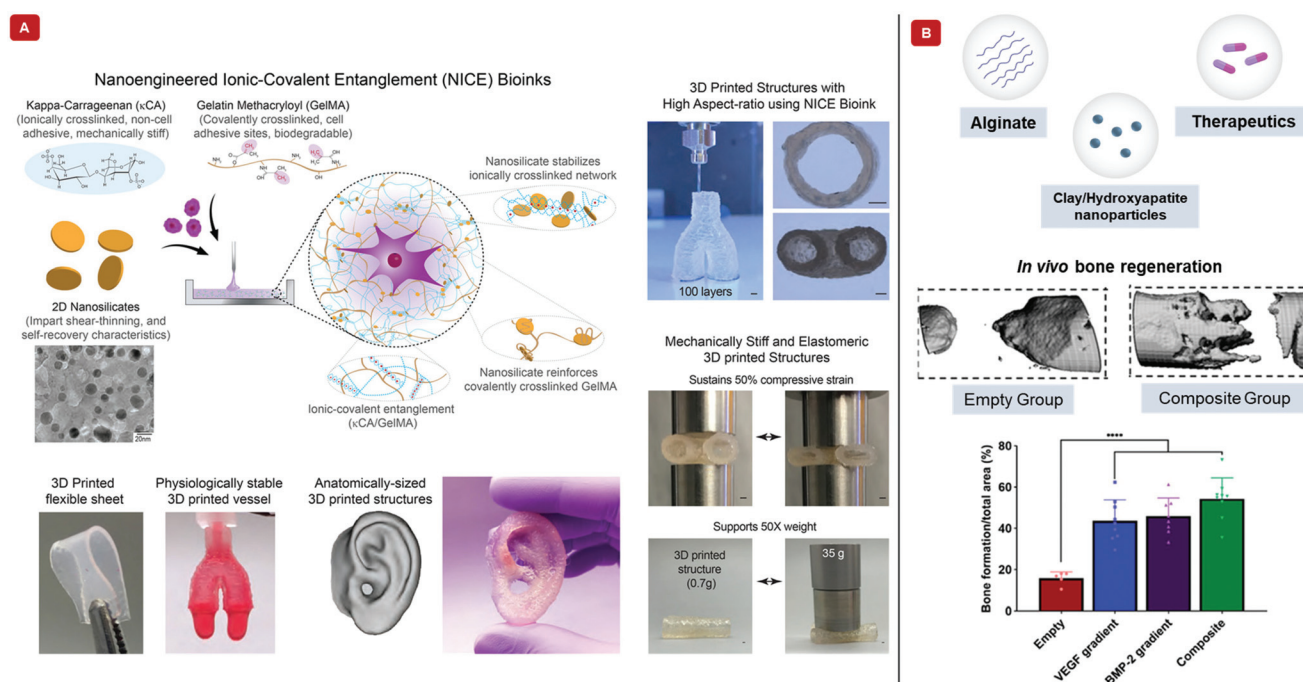 A
Nanoengineered Ionic-Covalent Entanglement (NICE) Bioinks
Kappa-Carrageenan (κCA)
(Ionically crosslinked, non-cell
adhesive, mechanically stiff)
Gelatin Methacryloyl (GelMA)
(Covalently crosslinked, cell
adhesive sites, biodegradable)
Nanosilicate stabilizes
ionically crosslinked network
2D Nanosilicates
(Impart shear-thinning, and
self-recovery characteristics)
20nm
Nanosilicate reinforces
covalently crosslinked GelMA
Ionic-covalent entanglement
(κCA/GelMA)
3D Printed
flexible sheet
Physiologically stable
3D printed vessel
Anatomically-sized
3D printed structures
3D Printed Structures with
High Aspect-ratio using NICE Bioink
100 layers
Mechanically Stiff and Elastomeric
3D printed Structures
Sustains 50% compressive strain
Supports 50X weight
3D printed
structure
(0.7g)
35 g
B
Alginate
Therapeutics
Clay/Hydroxyapatite
nanoparticles
In vivo bone regeneration
Empty Group
Composite Group
Bone formation/total area (%)
80
60
40
20
0
****
Empty
VEGF gradient
BMP-2 gradient
Composite